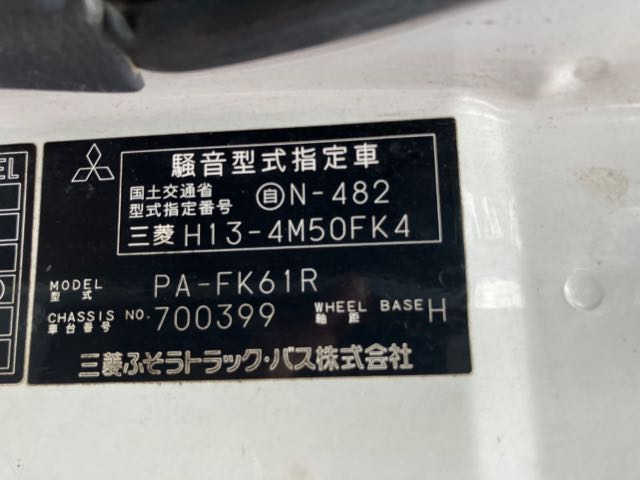 EL
騒音型式指定車
国土交通省
型式指定番号 自N-482
三菱 H13-4M50FK4
MODEL
型式 PA-FK61R
CHASSIS NO.
車台番号 700399 WHEEL BASE
軸距 H
三菱ふそうトラック・バス株式会社